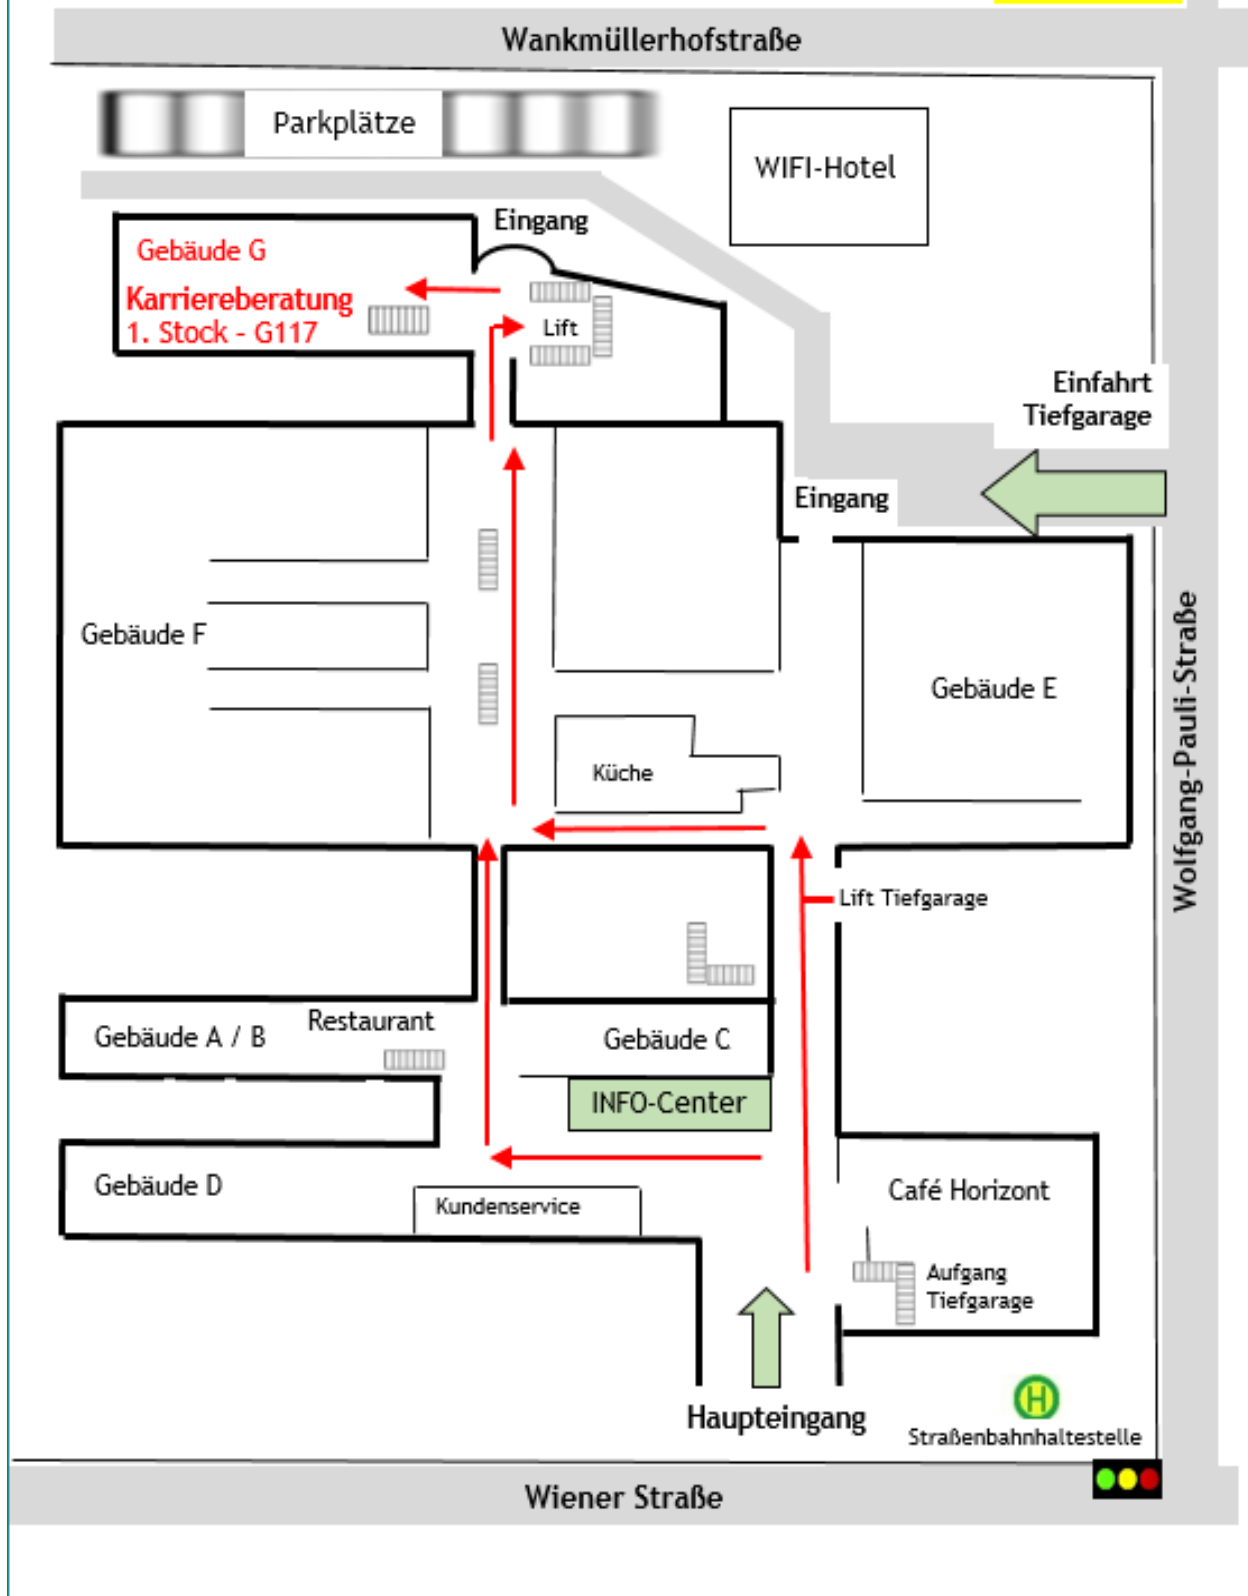 Wankmüllerhofstraße
Parkplätze
WIFI-Hotel
Eingang
Gebäude G
Karriereberatung
1. Stock - G117
Lift
Einfahrt
Tiefgarage
Eingang
Gebäude F
Gebäude E
Wolfgang-Pauli-Straße
Küche
Lift Tiefgarage
Restaurant
Gebäude A / B
Gebäude C
INFO-Center
Gebäude D
Kundenservice
Café Horizont
Aufgang
Tiefgarage
Haupteingang
H
Straßenbahnhaltestelle
Wiener Straße